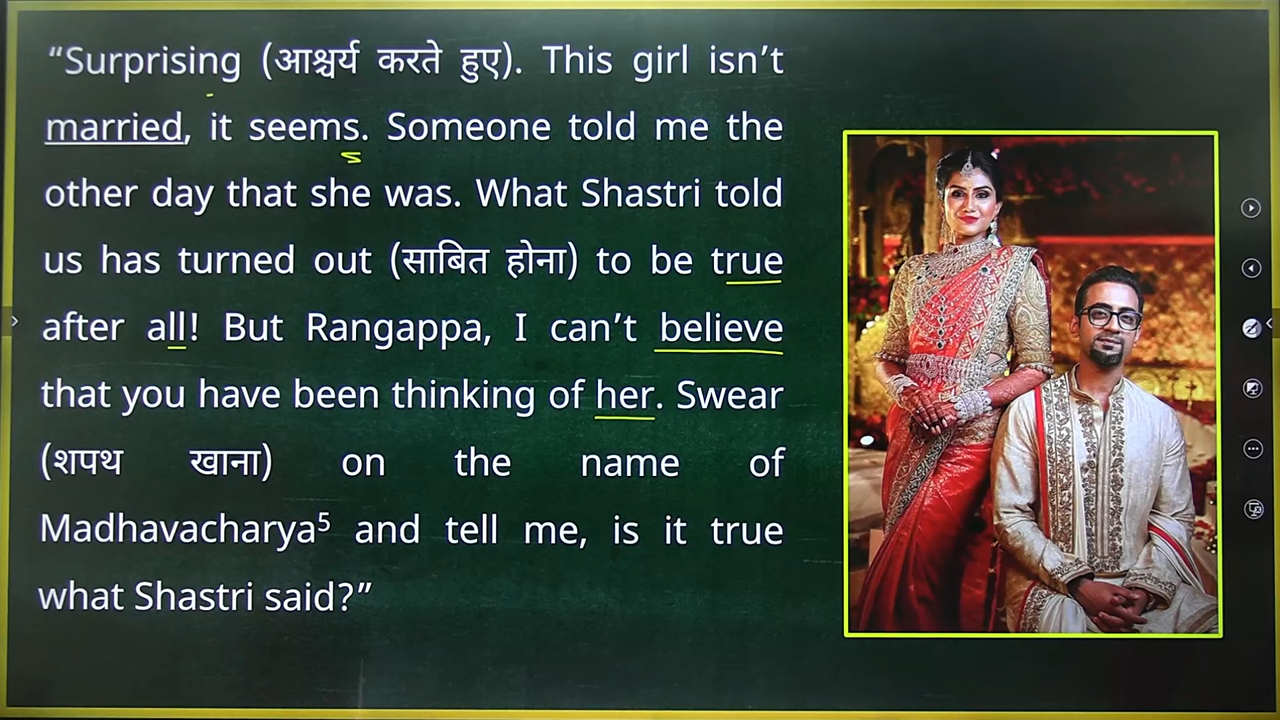 “Surprising (आश्चर्य करते हुए). This girl isn’t
married, it seems. Someone told me the
other day that she was. What Shastri told
us has turned out (साबित होना) to be true
after all! But Rangappa, I can’t believe
that you have been thinking of her. Swear
(शपथ खाना) on the name of
Madhavacharya⁵ and tell me, is it true
what Shastri said?”